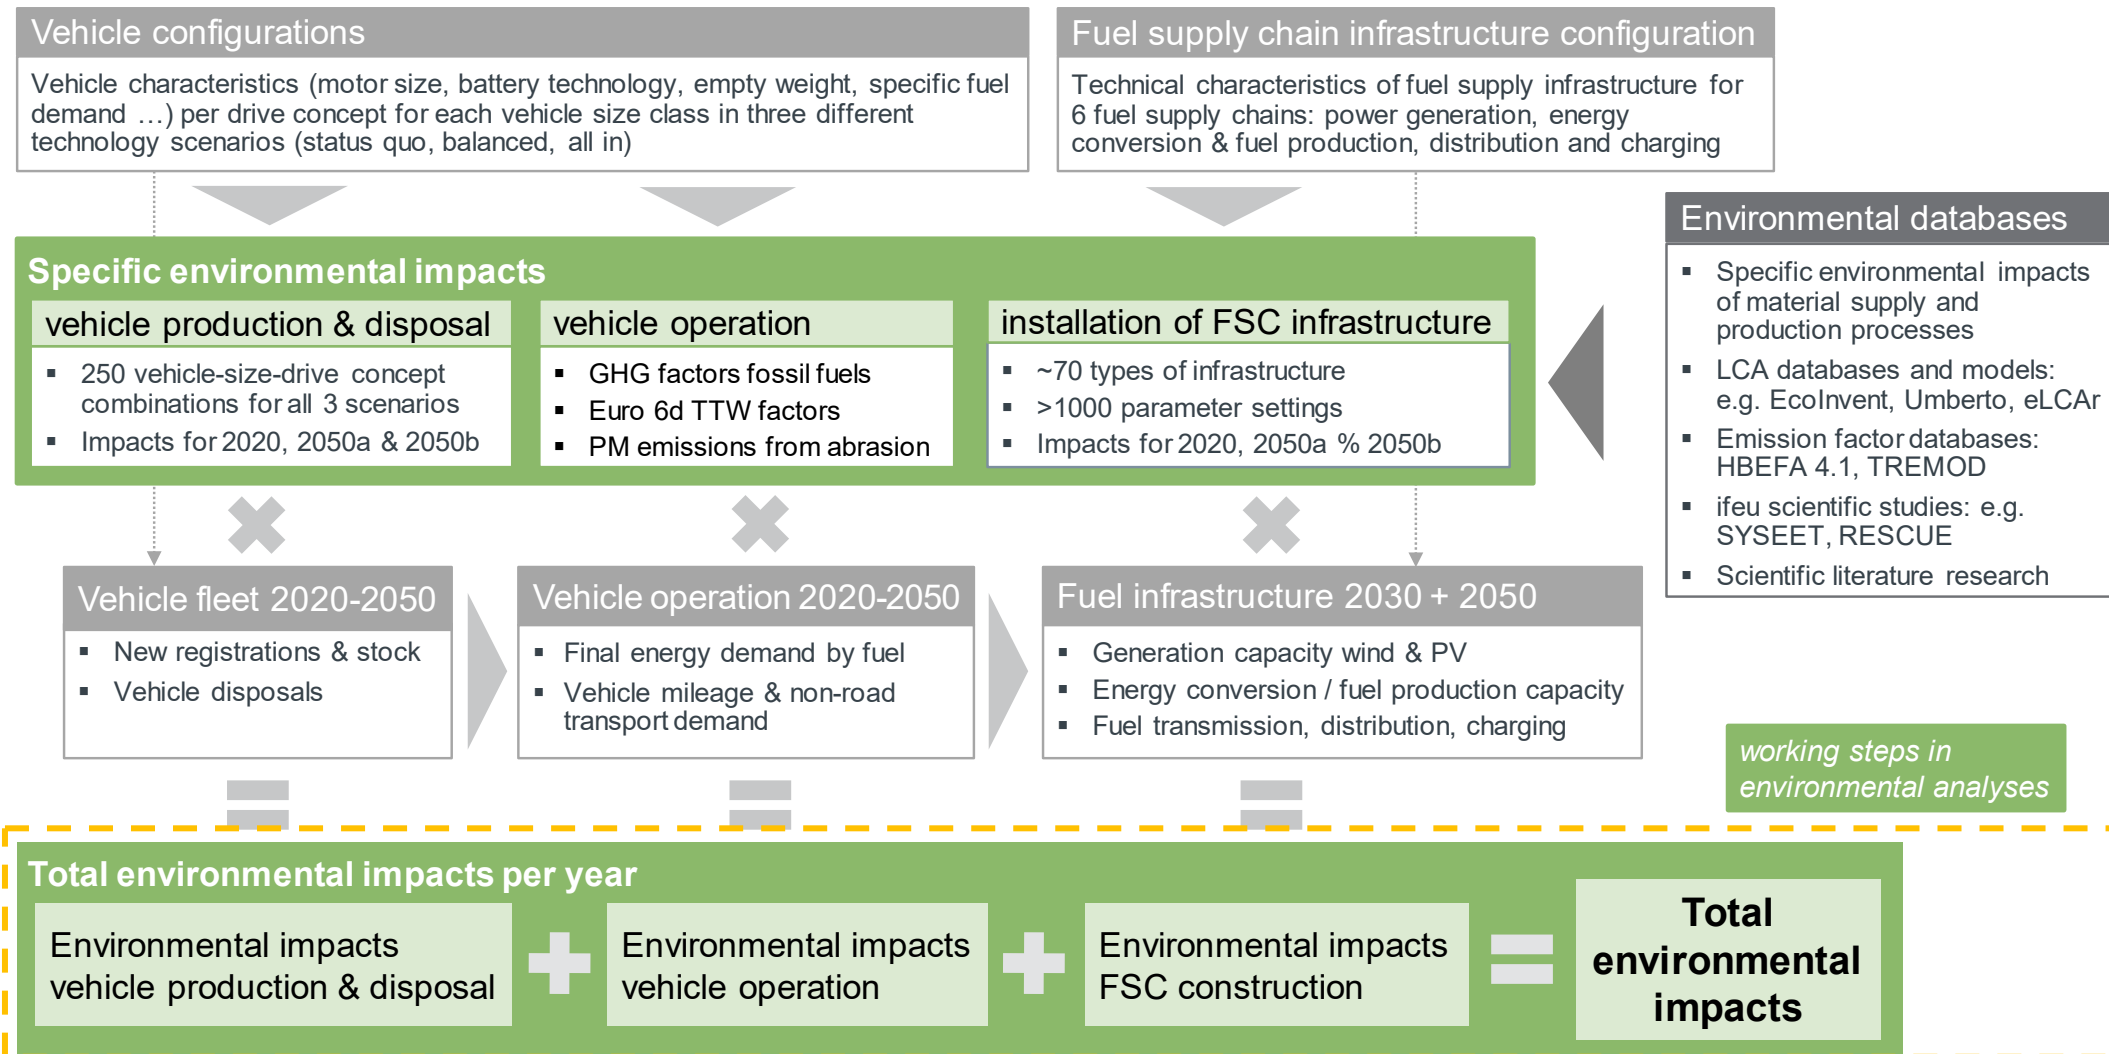 Vehicle configurations
Vehicle characteristics (motor size, battery technology, empty weight, specific fuel
demand …) per drive concept for each vehicle size class in three different
technology scenarios (status quo, balanced, all in)
Fuel supply chain infrastructure configuration
Technical characteristics of fuel supply infrastructure for
6 fuel supply chains: power generation, energy
conversion & fuel production, distribution and charging
Environmental databases
▪ Specific environmental impacts
of material supply and
production processes
▪ LCA databases and models:
e.g. EcoInvent, Umberto, eLCAr
▪ Emission factor databases:
HBEFA 4.1, TREMOD
▪ ifeu scientific studies: e.g.
SYSEET, RESCUE
▪ Scientific literature research
Specific environmental impacts
vehicle production & disposal
▪ 250 vehicle-size-drive concept
combinations for all 3 scenarios
▪ Impacts for 2020, 2050a & 2050b
vehicle operation
▪ GHG factors fossil fuels
▪ Euro 6d TTW factors
▪ PM emissions from abrasion
installation of FSC infrastructure
▪ ~70 types of infrastructure
▪ >1000 parameter settings
▪ Impacts for 2020, 2050a % 2050b
Vehicle fleet 2020-2050
▪ New registrations & stock
▪ Vehicle disposals
Vehicle operation 2020-2050
▪ Final energy demand by fuel
▪ Vehicle mileage & non-road
transport demand
Fuel infrastructure 2030 + 2050
▪ Generation capacity wind & PV
▪ Energy conversion / fuel production capacity
▪ Fuel transmission, distribution, charging
working steps in
environmental analyses
Total environmental impacts per year
Environmental impacts
vehicle production & disposal
Environmental impacts
vehicle operation
Environmental impacts
FSC construction
Total
environmental
impacts